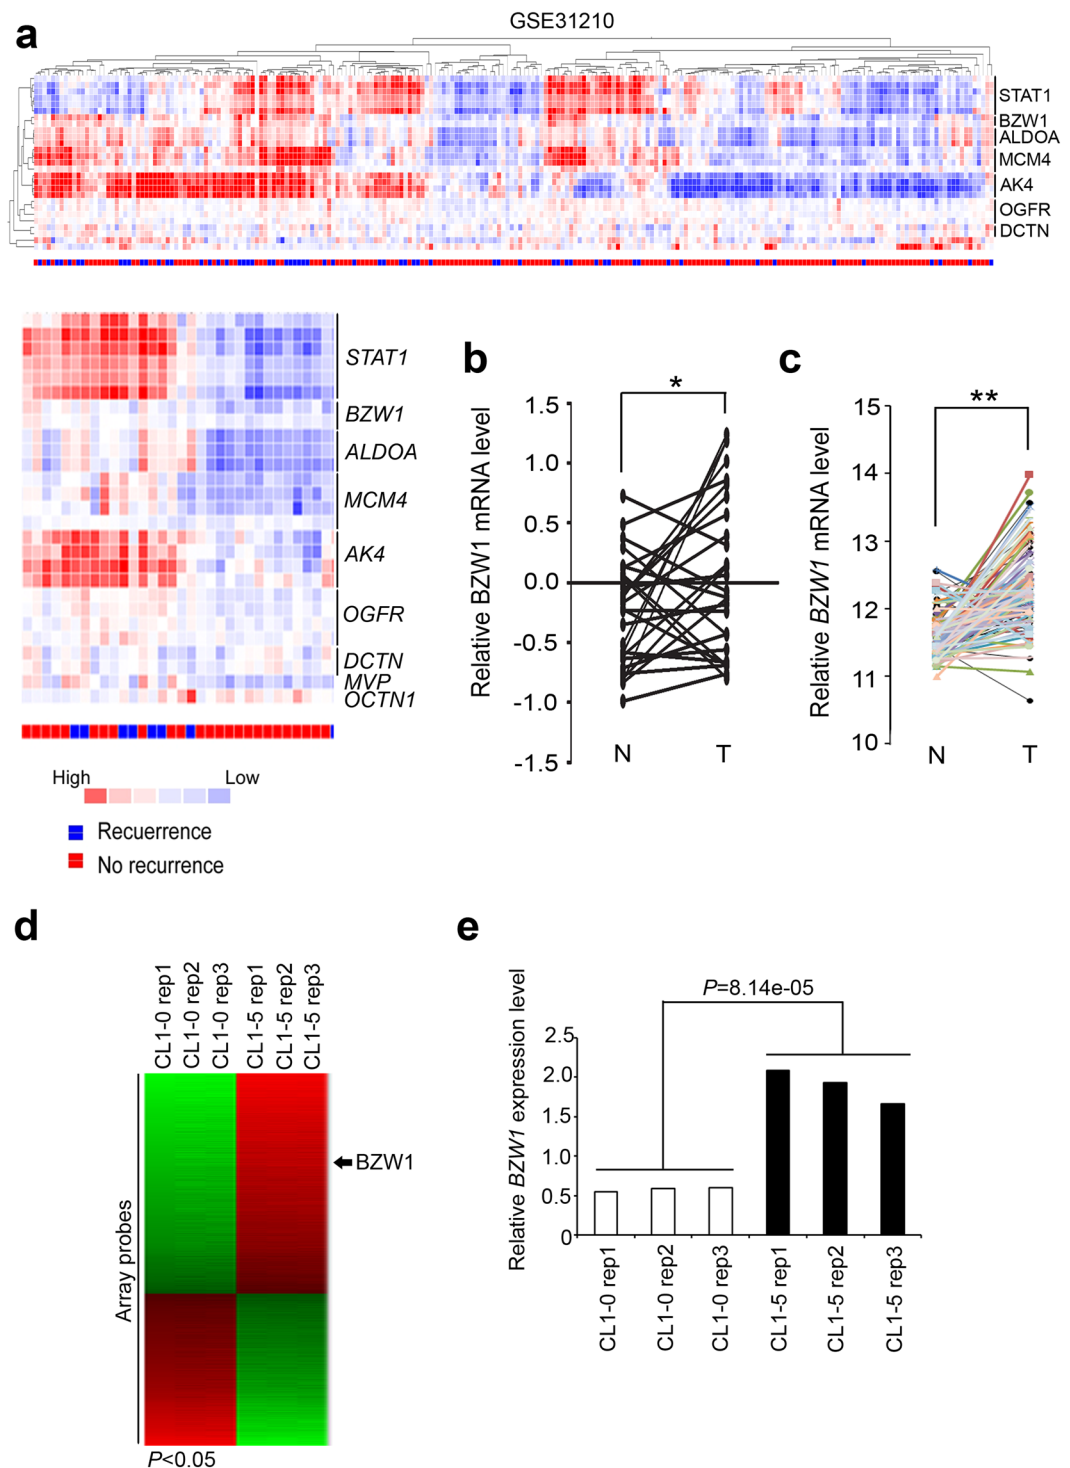 a
GSE31210
STAT1
BZW1
ALDOA
MCM4
AK4
OGFR
DCTN
STAT1
BZW1
ALDOA
MCM4
AK4
OGFR
DCTN
MVP
OCTN1
High Low
Recuerrence
No recurrence
b
Relative BZW1 mRNA level
*
1.5
1.0
0.5
0.0
-0.5
-1.0
-1.5
N T
c
Relative BZW1 mRNA level
**
15
14
13
12
11
10
N T
d
CL1-0 rep1
CL1-0 rep2
CL1-0 rep3
CL1-5 rep1
CL1-5 rep2
CL1-5 rep3
Array probes
BZW1
P<0.05
e
Relative BZW1 expression level
P=8.14e-05
2.5
2.0
1.5
1.0
0.5
0
CL1-0 rep1
CL1-0 rep2
CL1-0 rep3
CL1-5 rep1
CL1-5 rep2
CL1-5 rep3